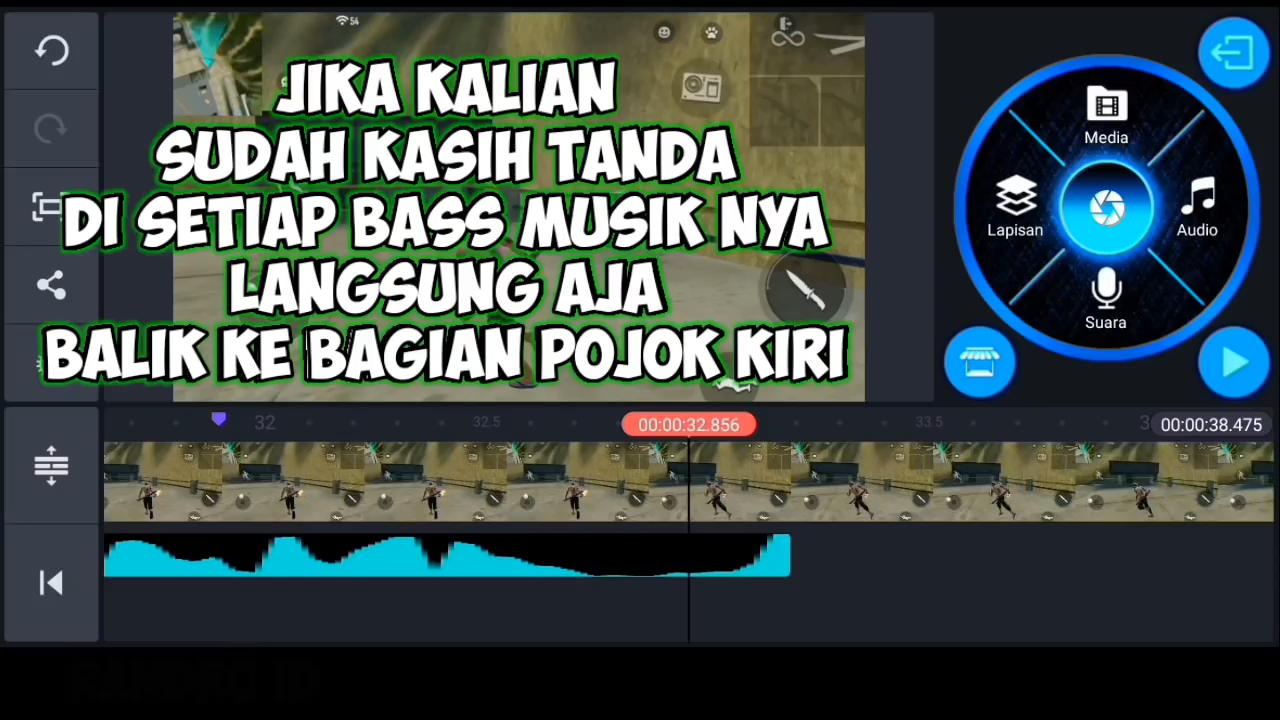 54
JIKA KALIAN
SUDAH KASIH TANDA
DI SETIAP BASS MUSIK NYA
LANGSUNG AJA
BALIK KE BAGIAN POJOK KIRI
Media
Lapisan
Audio
Suara
32
32.5
00:00:32.856
33.5
00:00:38.475